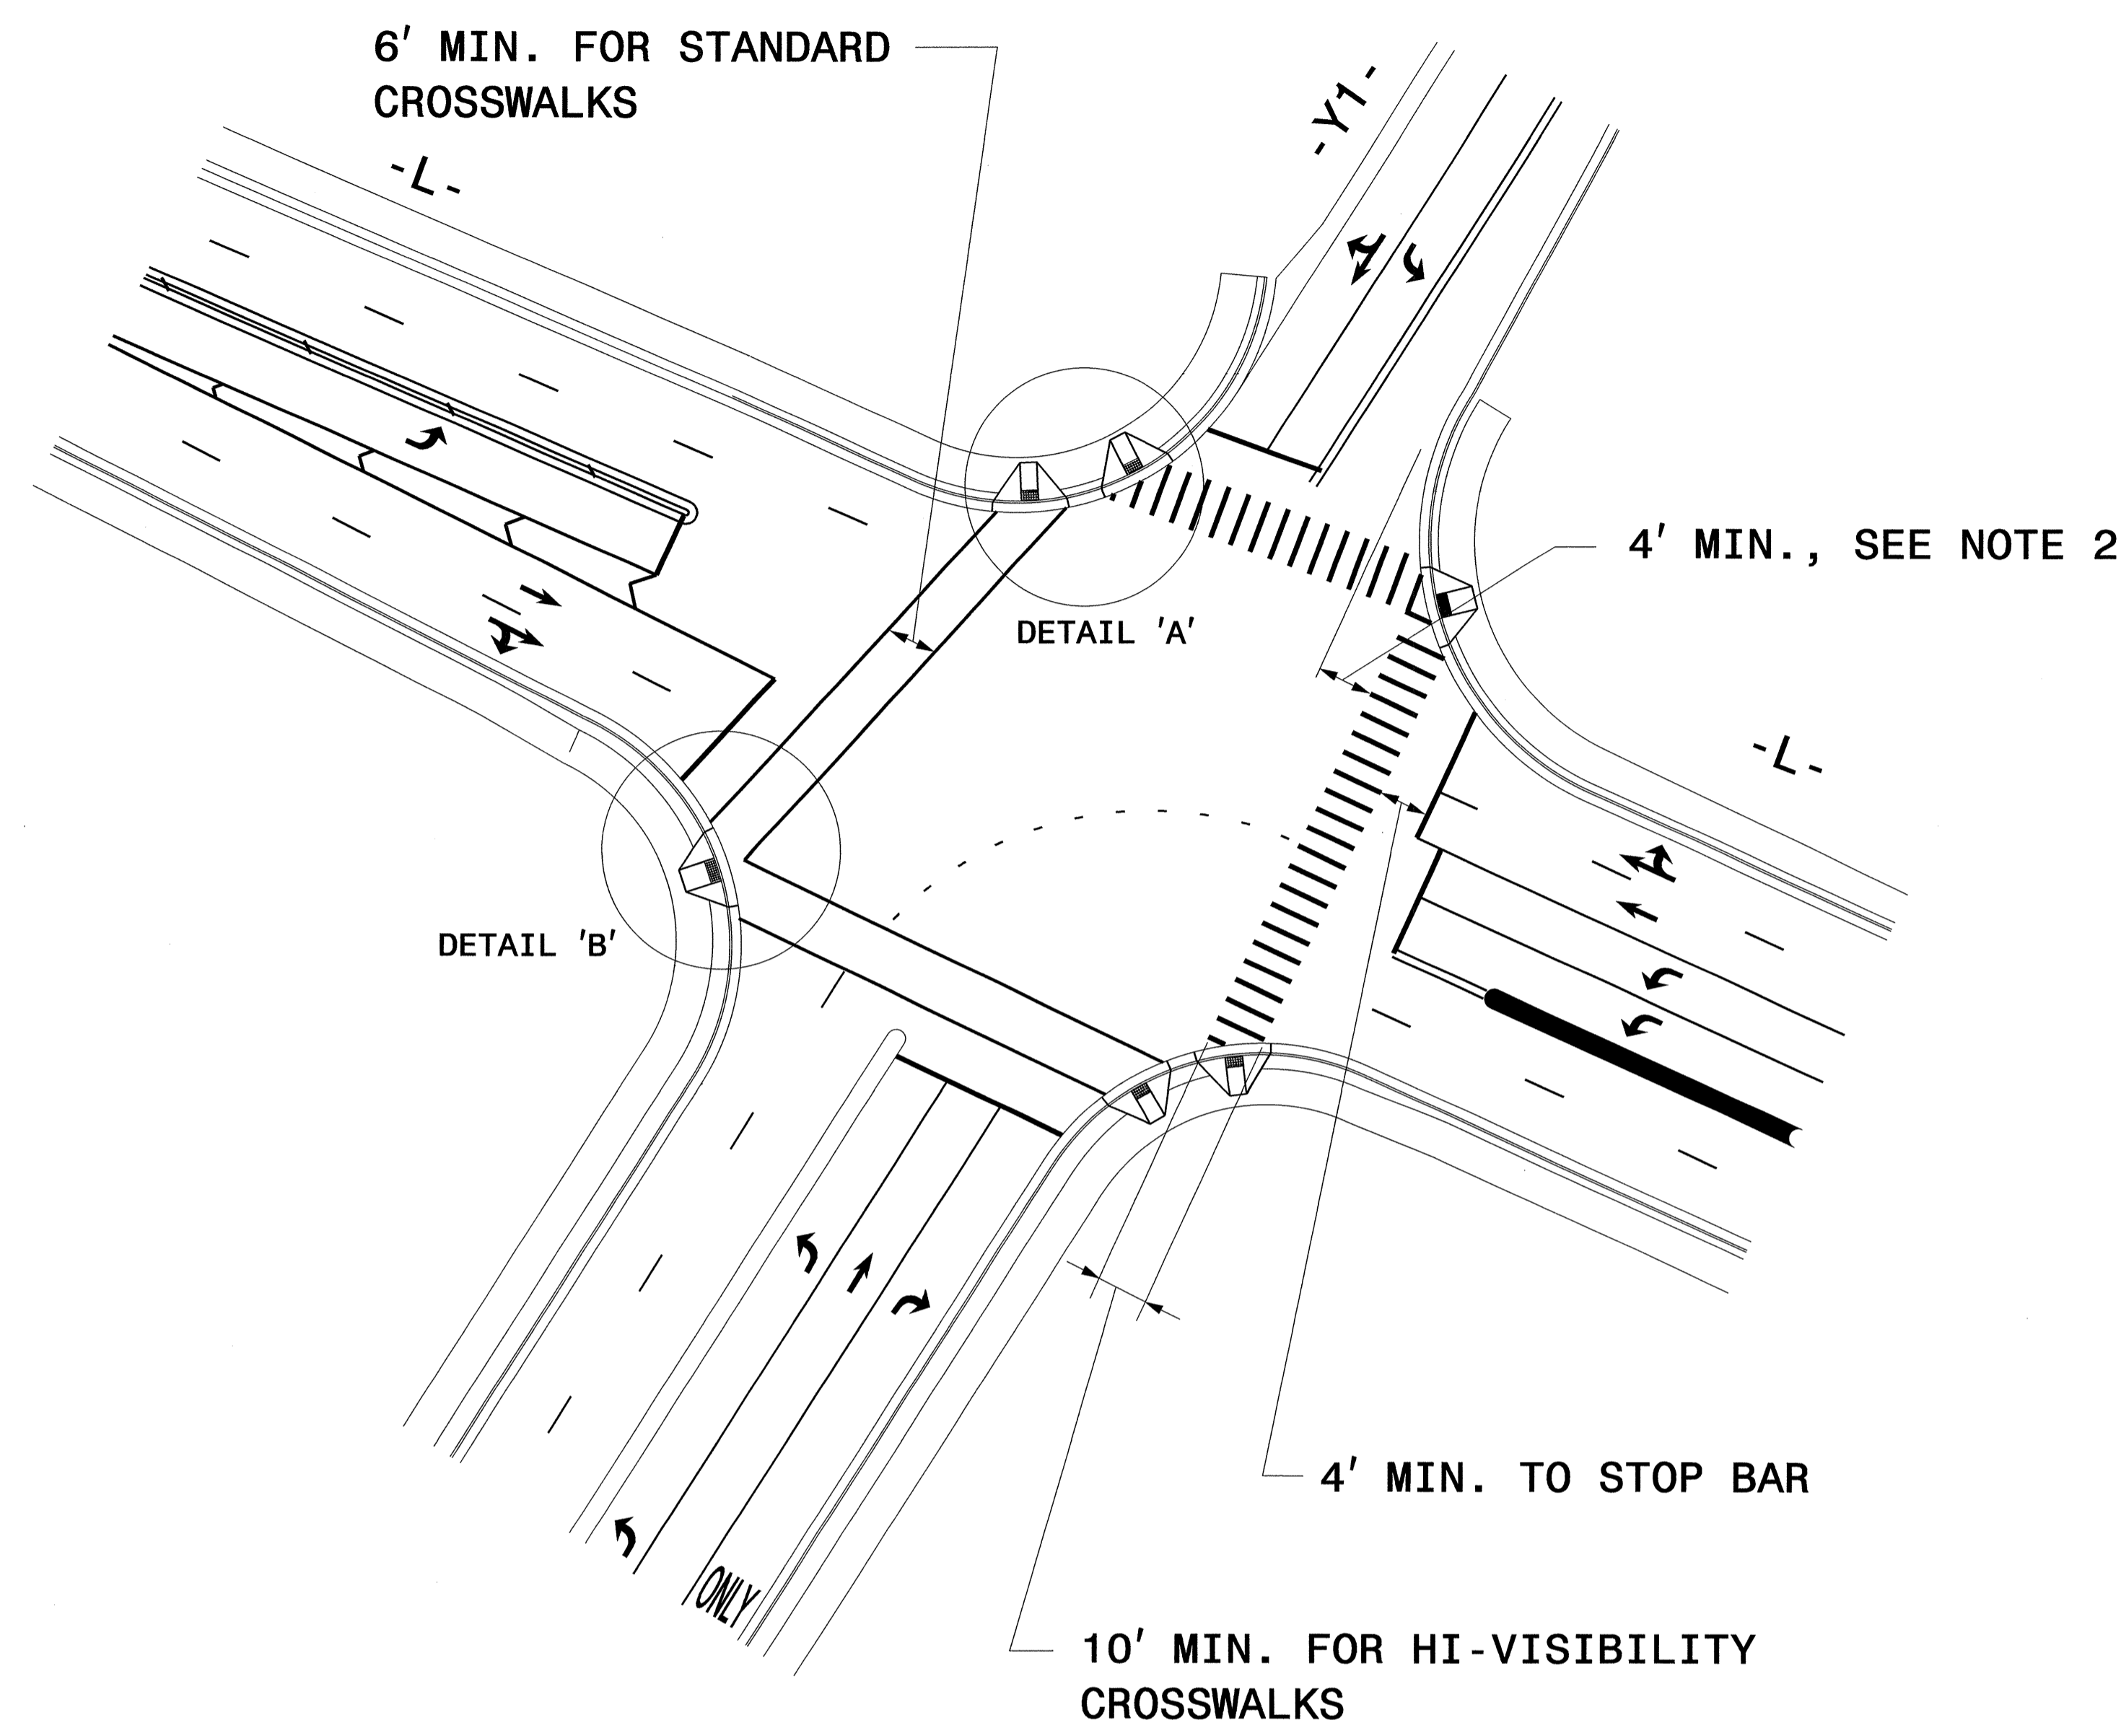 6' MIN. FOR STANDARD
CROSSWALKS
-Y1-
-L-
4' MIN., SEE NOTE 2
DETAIL 'A'
-L-
DETAIL 'B'
4' MIN. TO STOP BAR
ONLY
10' MIN. FOR HI-VISIBILITY
CROSSWALKS